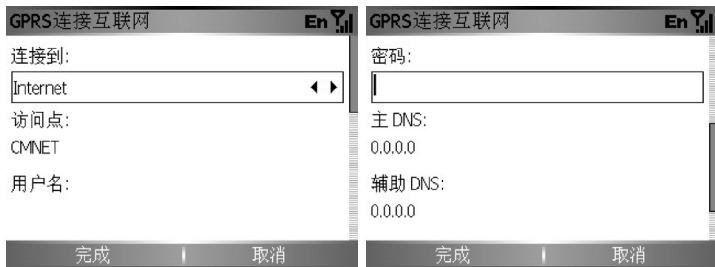 GPRS连接互联网 En
连接到:
Internet
访问点:
CMNET
用户名:
完成 取消
GPRS连接互联网 En
密码:
主 DNS:
0.0.0.0
辅助 DNS:
0.0.0.0
完成 取消